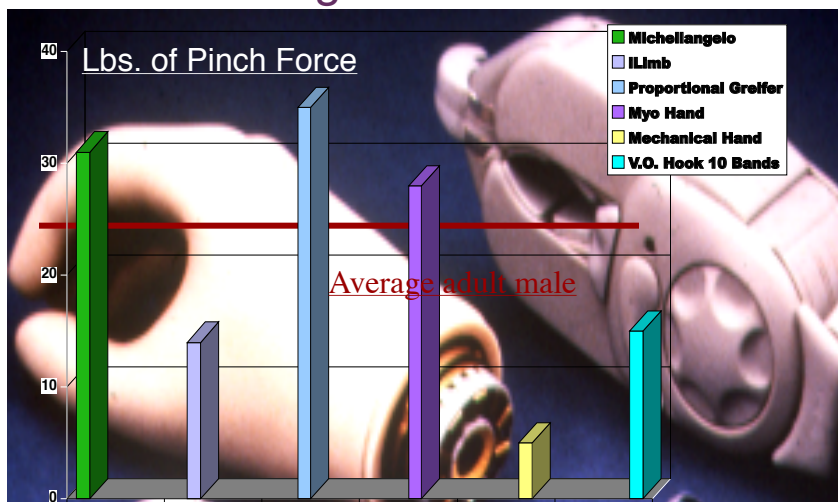 40
Lbs. of Pinch Force
30
20
10
0
Average adult male
Michellangelo
iLimb
Proportional Greifer
Myo Hand
Mechanical Hand
V.O. Hook 10 Bands